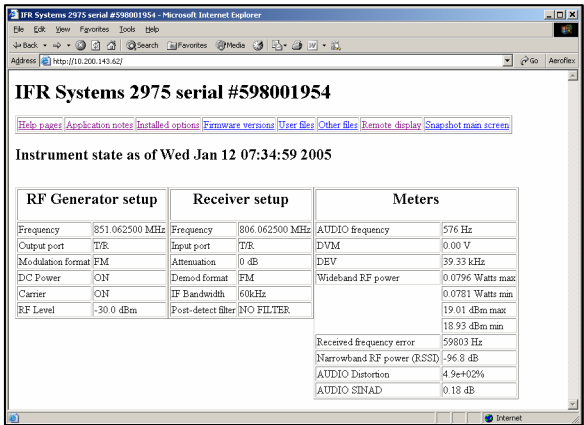 IFR Systems 2975 serial #598001954 - Microsoft Internet Explorer
File Edit View Favorites Tools Help
Back Search Favorites Media
Address http://10.200.143.62/ Go Aeroflex
IFR Systems 2975 serial #598001954
Help pages Application notes Installed options Firmware versions User files Other files Remote display Snapshot main screen
Instrument state as of Wed Jan 12 07:34:59 2005
RF Generator setup Receiver setup Meters
Frequency 851.062500 MHz Frequency 806.062500 MHz AUDIO frequency 576 Hz
Output port T/R Input port T/R DVM 0.00 V
Modulation format FM Attenuation 0 dB DEV 39.33 kHz
DC Power ON Demod format FM Wideband RF power 0.0796 Watts max
Carrier ON IF Bandwidth 60kHz 0.0781 Watts min
RF Level -30.0 dBm Post-detect filter NO FILTER 19.01 dBm max
18.93 dBm min
Received frequency error 59803 Hz
Narrowband RF power (RSSI) -96.8 dB
AUDIO Distortion 4.9e+02%
AUDIO SINAD 0.18 dB
Internet